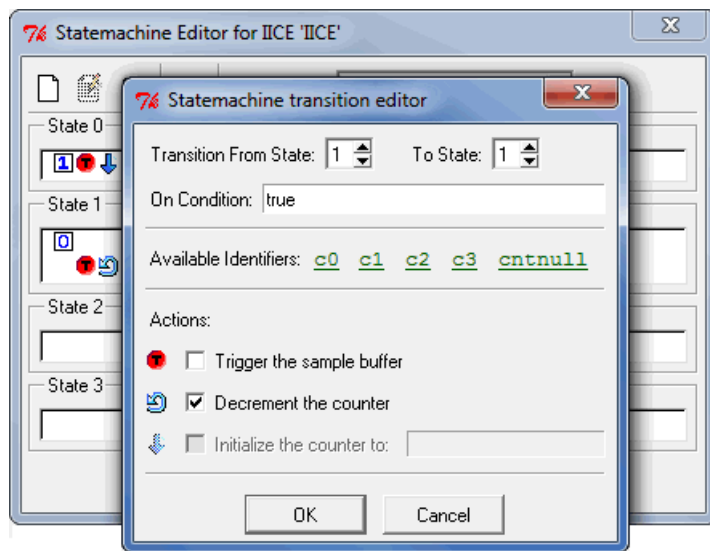 Statemachine Editor for IICE 'IICE'
Statemachine transition editor
State 0
1 T
Transition From State: 1 To State: 1
On Condition: true
State 1
0
T
Available Identifiers: c0 c1 c2 c3 cntnull
State 2
Actions:
T Trigger the sample buffer
State 3
Decrement the counter
Initialize the counter to:
OK Cancel